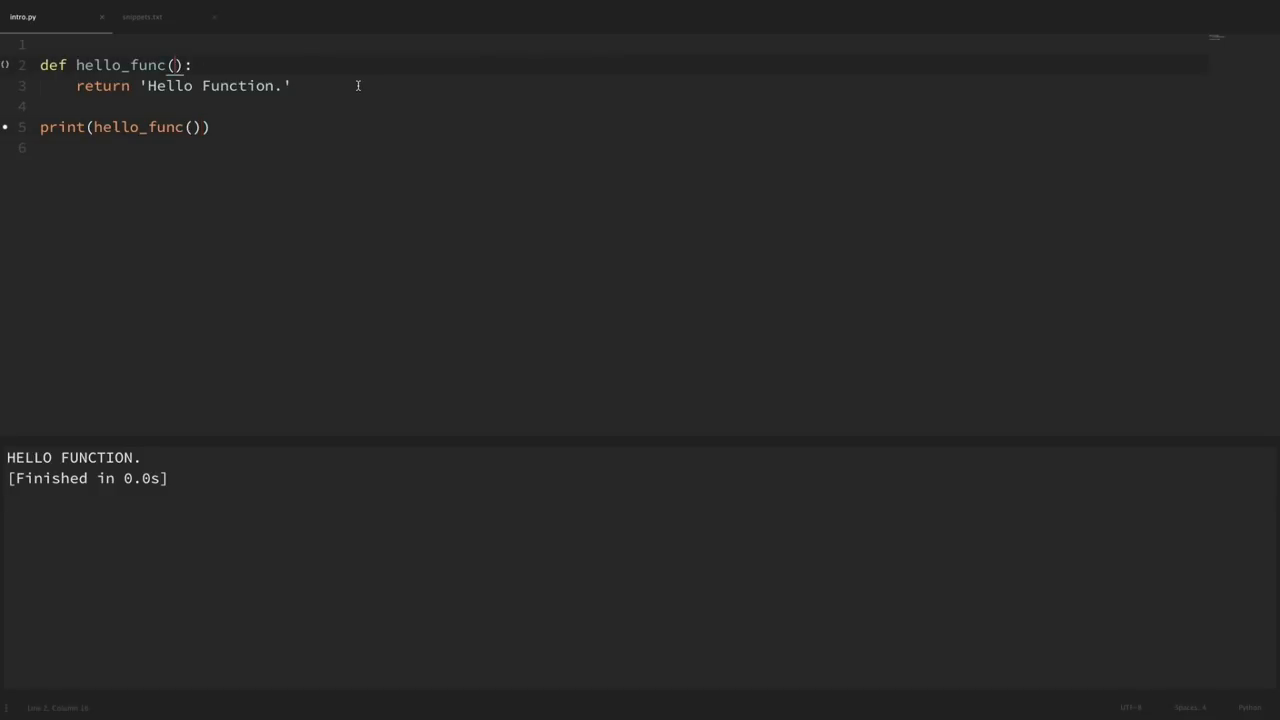 intro.py × snippets.txt ×
1
() 2 def hello_func():
3 return 'Hello Function.'
4
5 print(hello_func())
6
HELLO FUNCTION.
[Finished in 0.0s]
Line 2, Column 16 UTF-8 Spaces: 4 Python